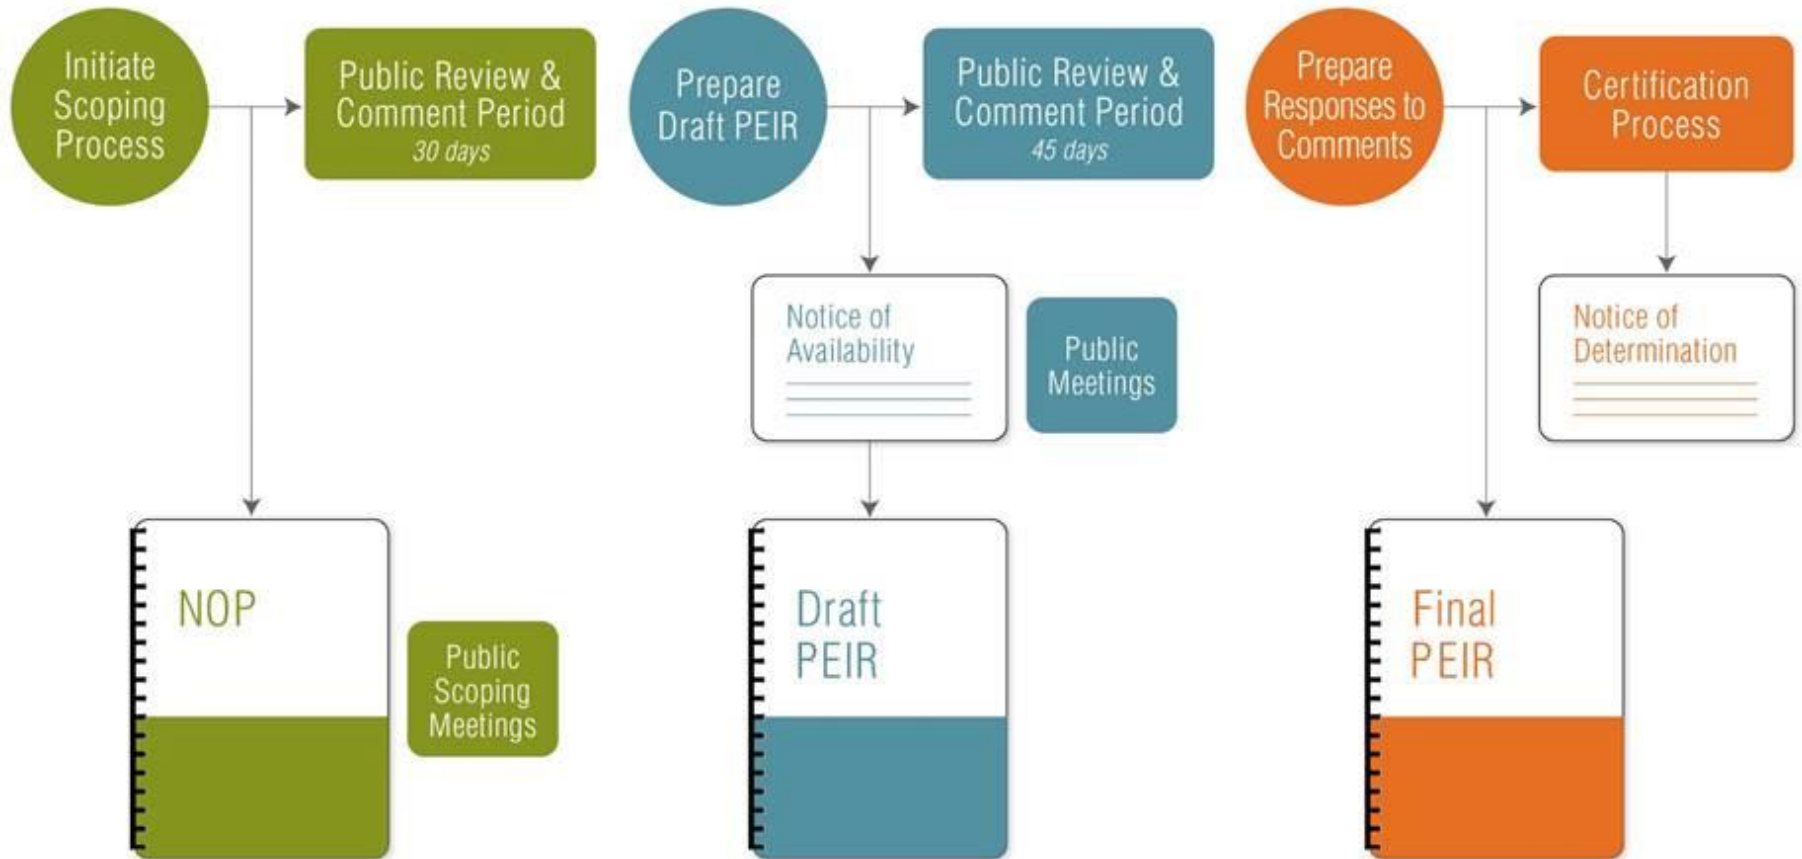 Initiate
Scoping
Process
Public Review &
Comment Period
30 days
NOP
Public
Scoping
Meetings
Prepare
Draft PEIR
Public Review &
Comment Period
45 days
Notice of
Availability
Public
Meetings
Draft
PEIR
Prepare
Responses to
Comments
Certification
Process
Notice of
Determination
Final
PEIR